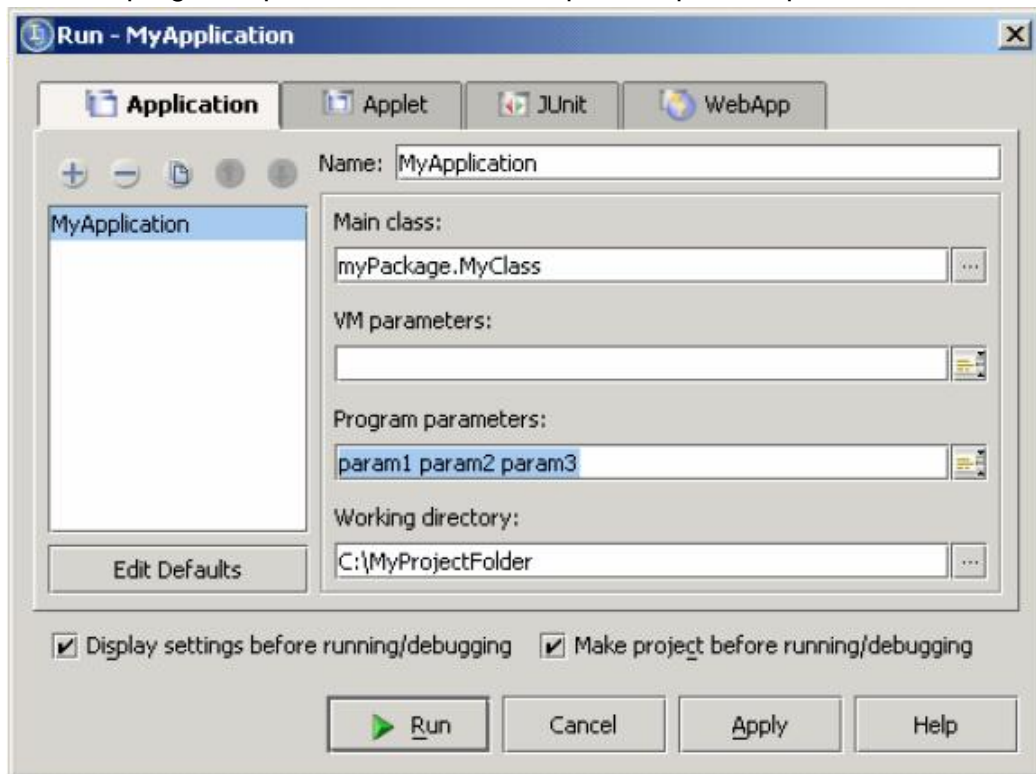 Run - MyApplication
Application
Applet
JUnit
WebApp
Name: MyApplication
MyApplication
Main class:
myPackage.MyClass
VM parameters:
Program parameters:
param1 param2 param3
Working directory:
C:\MyProjectFolder
Edit Defaults
Display settings before running/debugging
Make project before running/debugging
Run
Cancel
Apply
Help